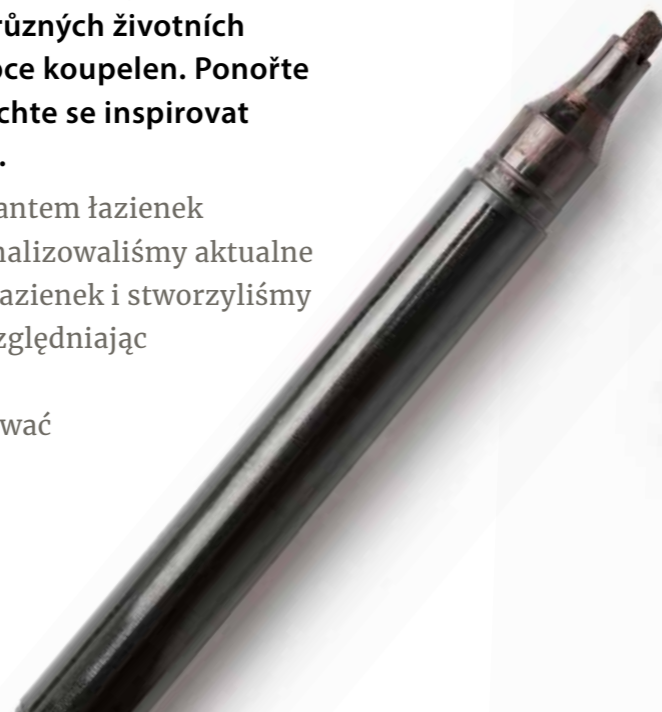 různých životních
oce koupelen. Ponořte
chte se inspirovat
.
antem łazienek
nalizowaliśmy aktualne
azienek i stworzyliśmy
zględniając
wać